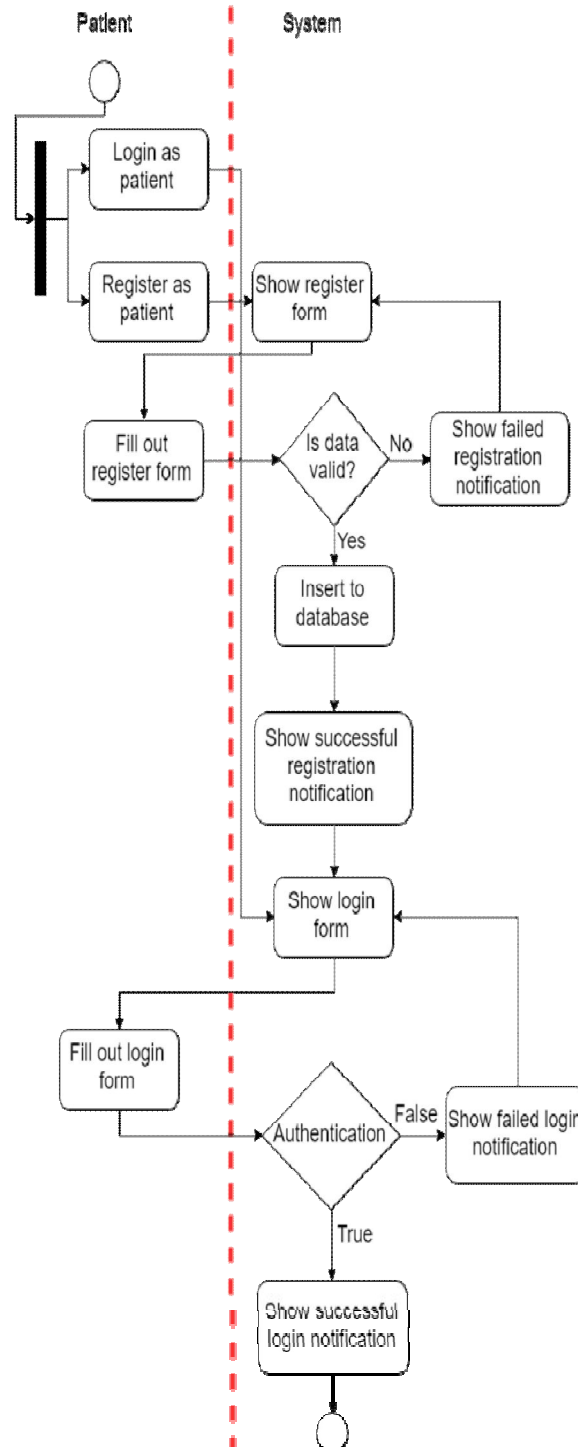 Patient
System
Login as
patient
Register as
patient
Show register
form
Fill out
register form
Is data
valid?
No
Show failed
registration
notification
Yes
Insert to
database
Show successful
registration
notification
Show login
form
Fill out login
form
Authentication
False
Show failed login
notification
True
Show successful
login notification